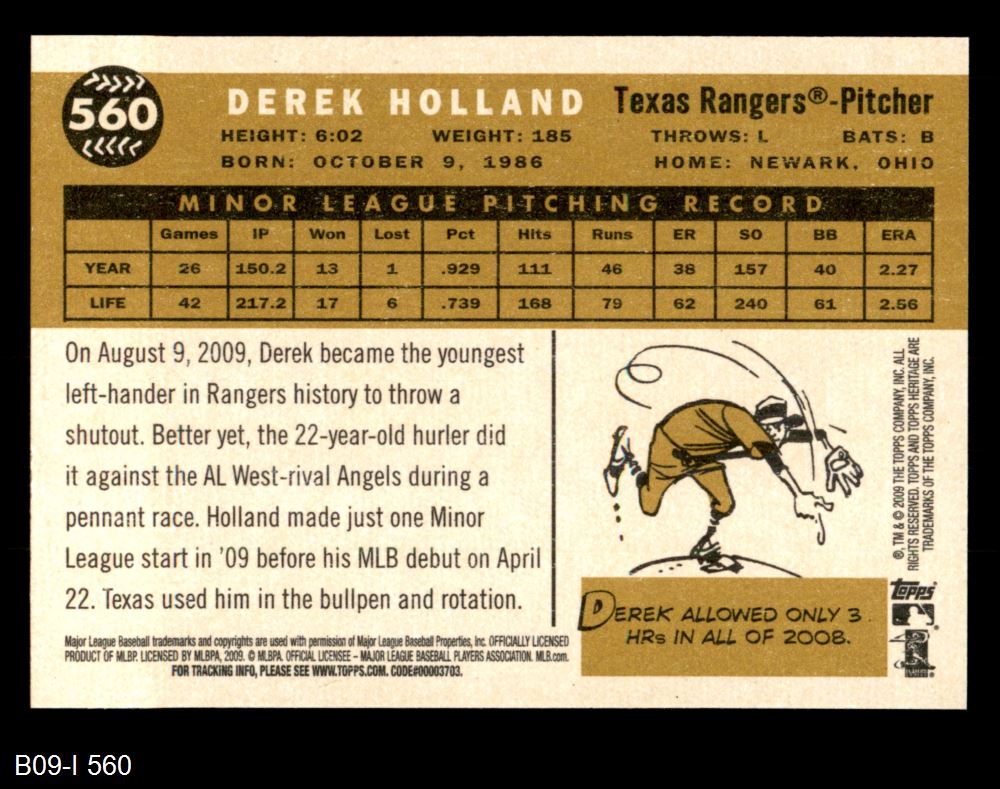 560
DEREK HOLLAND
Texas Rangers®-Pitcher
HEIGHT: 6:02 WEIGHT: 185 THROWS: L BATS: B
BORN: OCTOBER 9, 1986 HOME: NEWARK, OHIO
MINOR LEAGUE PITCHING RECORD
Games IP Won Lost Pct Hits Runs ER SO BB ERA
YEAR 26 150.2 13 1 .929 111 46 38 157 40 2.27
LIFE 42 217.2 17 6 .739 168 79 62 240 61 2.56
On August 9, 2009, Derek became the youngest
left-hander in Rangers history to throw a
shutout. Better yet, the 22-year-old hurler did
it against the AL West-rival Angels during a
pennant race. Holland made just one Minor
League start in '09 before his MLB debut on April
22. Texas used him in the bullpen and rotation.
Major League Baseball trademarks and copyrights are used with permission of Major League Baseball Properties, Inc. OFFICIALLY LICENSED
PRODUCT OF MLBP. LICENSED BY MLBPA, 2009. © MLBPA. OFFICIAL LICENSEE – MAJOR LEAGUE BASEBALL PLAYERS ASSOCIATION. MLB.com.
FOR TRACKING INFO, PLEASE SEE WWW.TOPPS.COM. CODE#00003703.
DEREK ALLOWED ONLY 3
HRs IN ALL OF 2008.
®, TM & © 2009 THE TOPPS COMPANY, INC. ALL
RIGHTS RESERVED. TOPPS AND TOPPS HERITAGE ARE
TRADEMARKS OF THE TOPPS COMPANY, INC.
Topps
B09-I 560